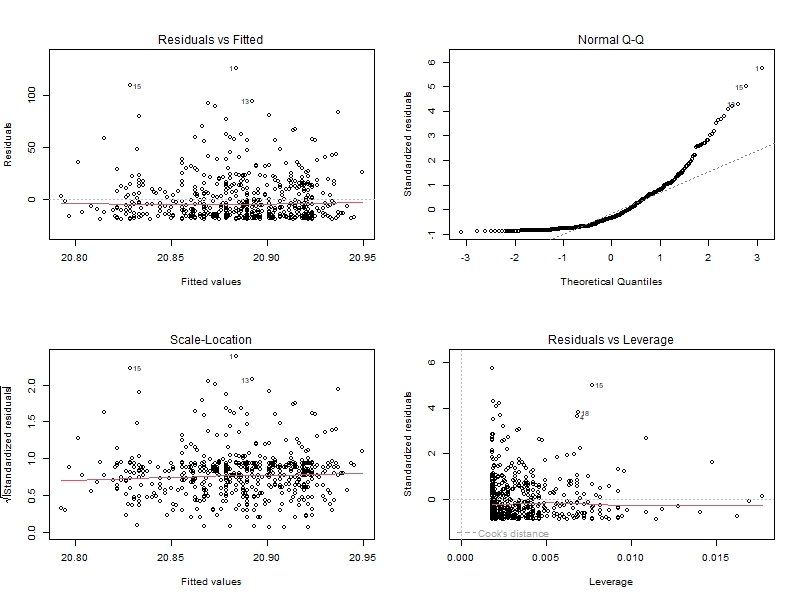 Residuals vs Fitted
Residuals
100
50
0
1
15
13
20.80 20.85 20.90 20.95
Fitted values
Normal Q-Q
Standardized residuals
6
5
4
3
2
1
0
-1
1
15
-3 -2 -1 0 1 2 3
Theoretical Quantiles
Scale-Location
√|Standardized residuals|
2.0
1.5
1.0
0.5
0.0
1
15
13
20.80 20.85 20.90 20.95
Fitted values
Residuals vs Leverage
Standardized residuals
6
4
2
0
15
18
Cook's distance
0.000 0.005 0.010 0.015
Leverage